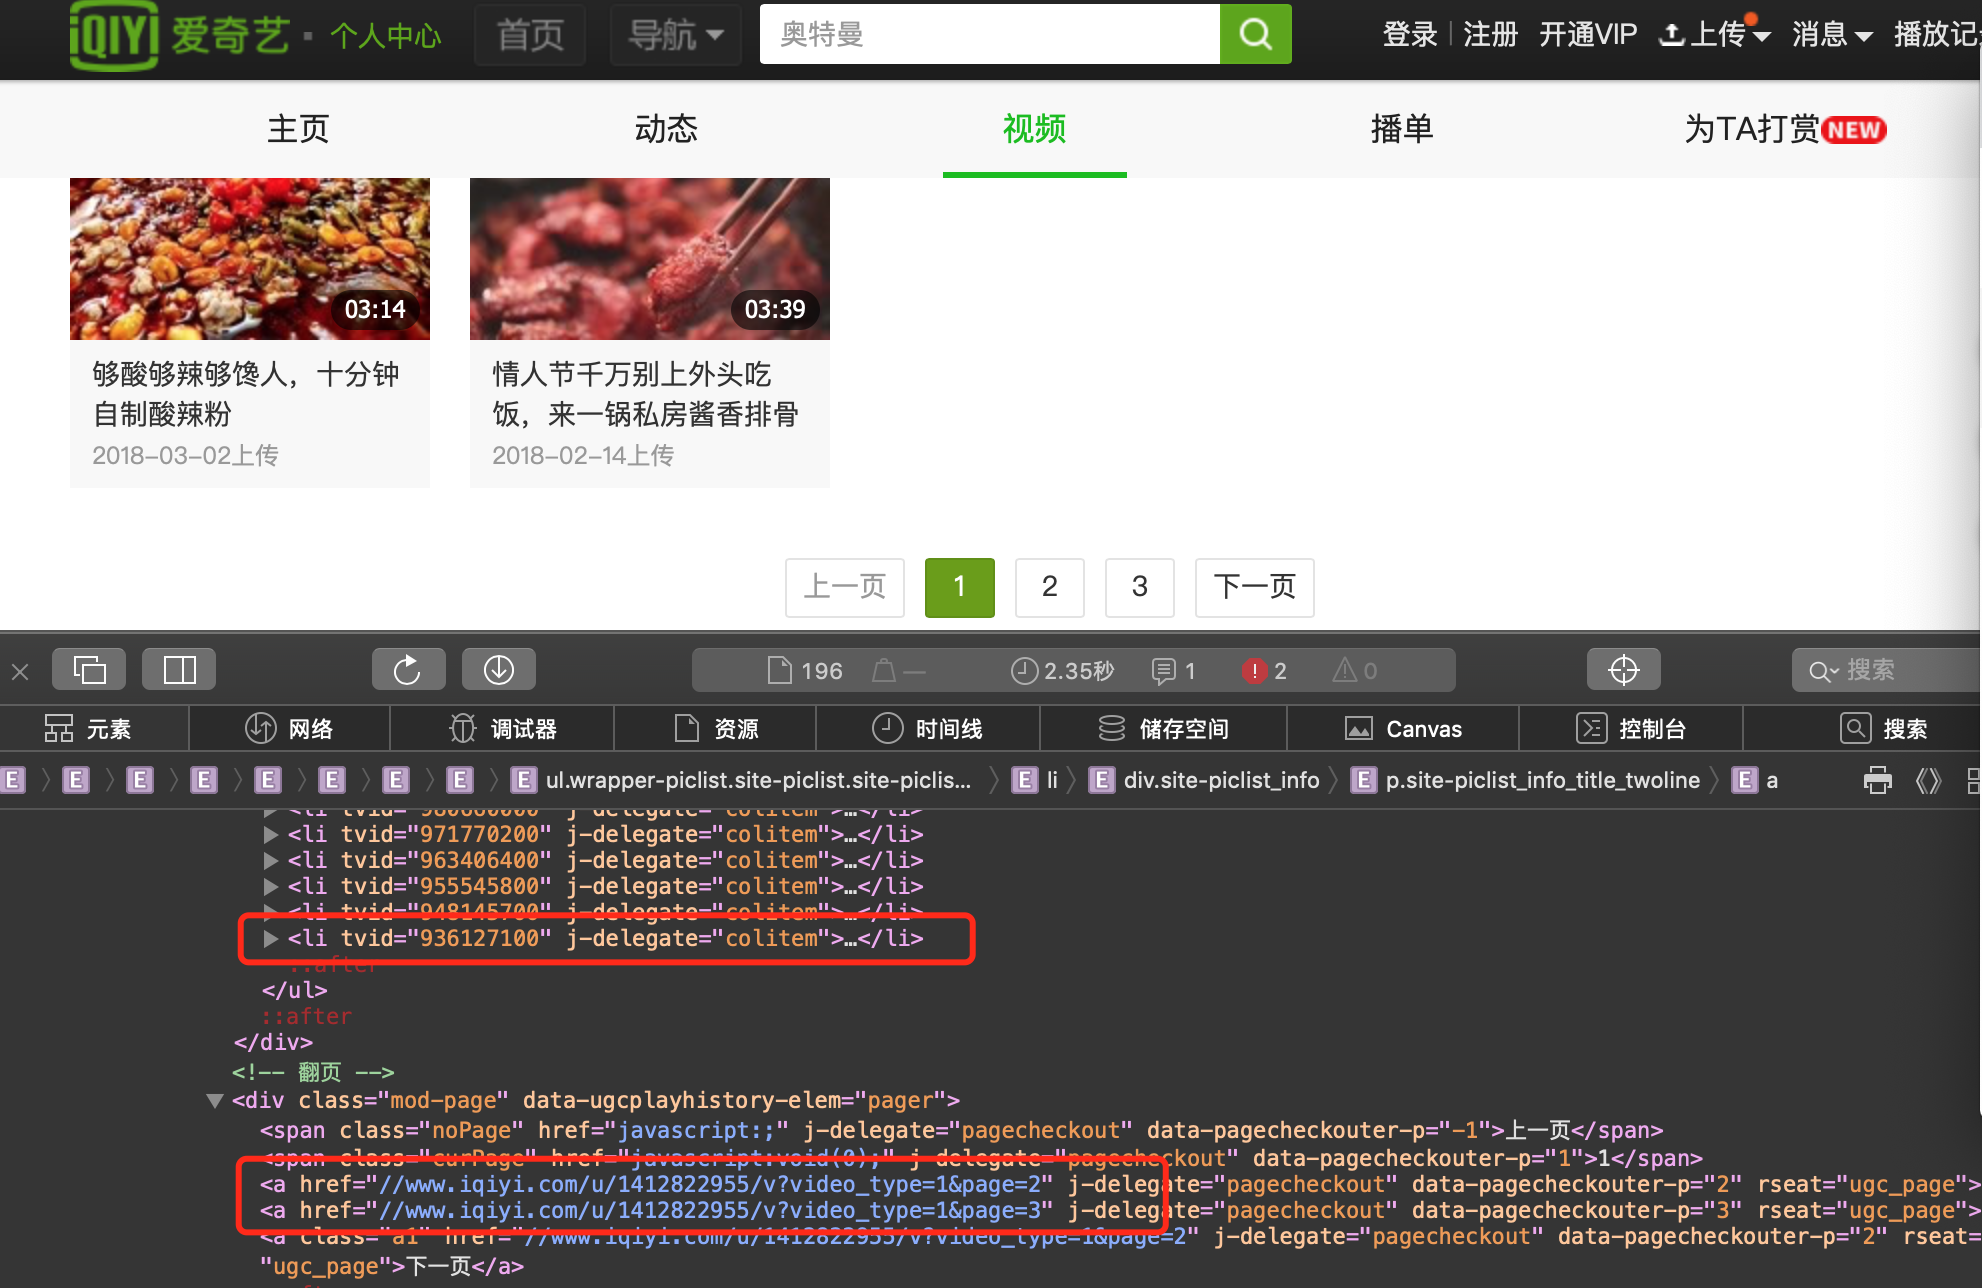 iQIYI 爱奇艺 · 个人中心 首页 导航 奥特曼 登录 注册 开通VIP 上传 消息 播放记
主页 动态 视频 播单 为TA打赏 NEW
03:14 03:39
够酸够辣够馋人，十分钟
自制酸辣粉
2018-03-02上传
情人节千万别上外头吃
饭，来一锅私房酱香排骨
2018-02-14上传
上一页 1 2 3 下一页
196 — 2.35秒 1 2 0 搜索
元素 网络 调试器 资源 时间线 储存空间 Canvas 控制台 搜索
E E E E E E E E E ul.wrapper-piclist.site-piclist.site-piclis... E li E div.site-piclist_info E p.site-piclist_info_title_twoline E a
<li tvid="980660000" j-delegate="colitem">…</li>
<li tvid="971770200" j-delegate="colitem">…</li>
<li tvid="963406400" j-delegate="colitem">…</li>
<li tvid="955545800" j-delegate="colitem">…</li>
<li tvid="948145700" j-delegate="colitem">…</li>
<li tvid="936127100" j-delegate="colitem">…</li>
::after
</ul>
::after
</div>
<!-- 翻页 -->
<div class="mod-page" data-ugcplayhistory-elem="pager">
<span class="noPage" href="javascript:;" j-delegate="pagecheckout" data-pagecheckouter-p="-1">上一页</span>
<span class="curPage" href="javascript:void(0);" j-delegate="pagecheckout" data-pagecheckouter-p="1">1</span>
<a href="//www.iqiyi.com/u/1412822955/v?video_type=1&page=2" j-delegate="pagecheckout" data-pagecheckouter-p="2" rseat="ugc_page">
<a href="//www.iqiyi.com/u/1412822955/v?video_type=1&page=3" j-delegate="pagecheckout" data-pagecheckouter-p="3" rseat="ugc_page">
<a class="a1" href="//www.iqiyi.com/u/1412822955/v?video_type=1&page=2" j-delegate="pagecheckout" data-pagecheckouter-p="2" rseat=
"ugc_page">下一页</a>